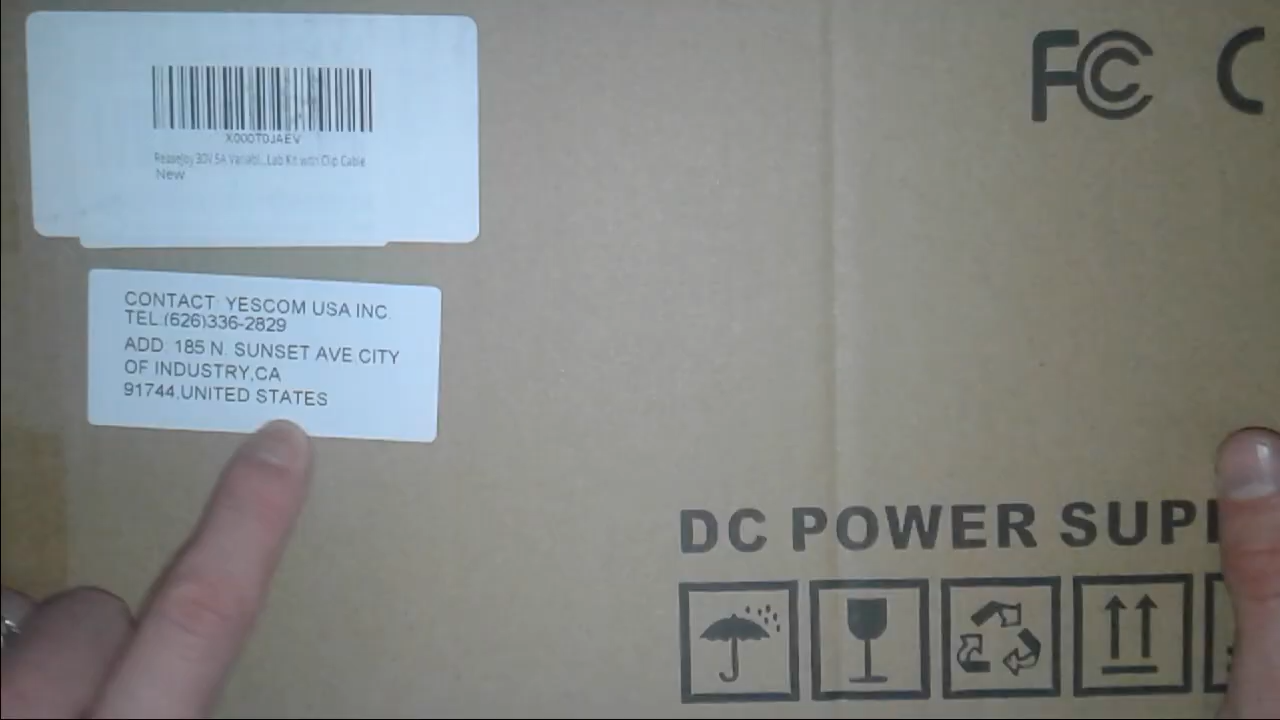 X000T0JAEV
ReaseJoy 30V 5A Variabl...Lab Kit with Clip Cable
New
CONTACT: YESCOM USA INC.
TEL:(626)336-2829
ADD: 185 N. SUNSET AVE.CITY
OF INDUSTRY,CA
91744,UNITED STATES
FC C
DC POWER SUP